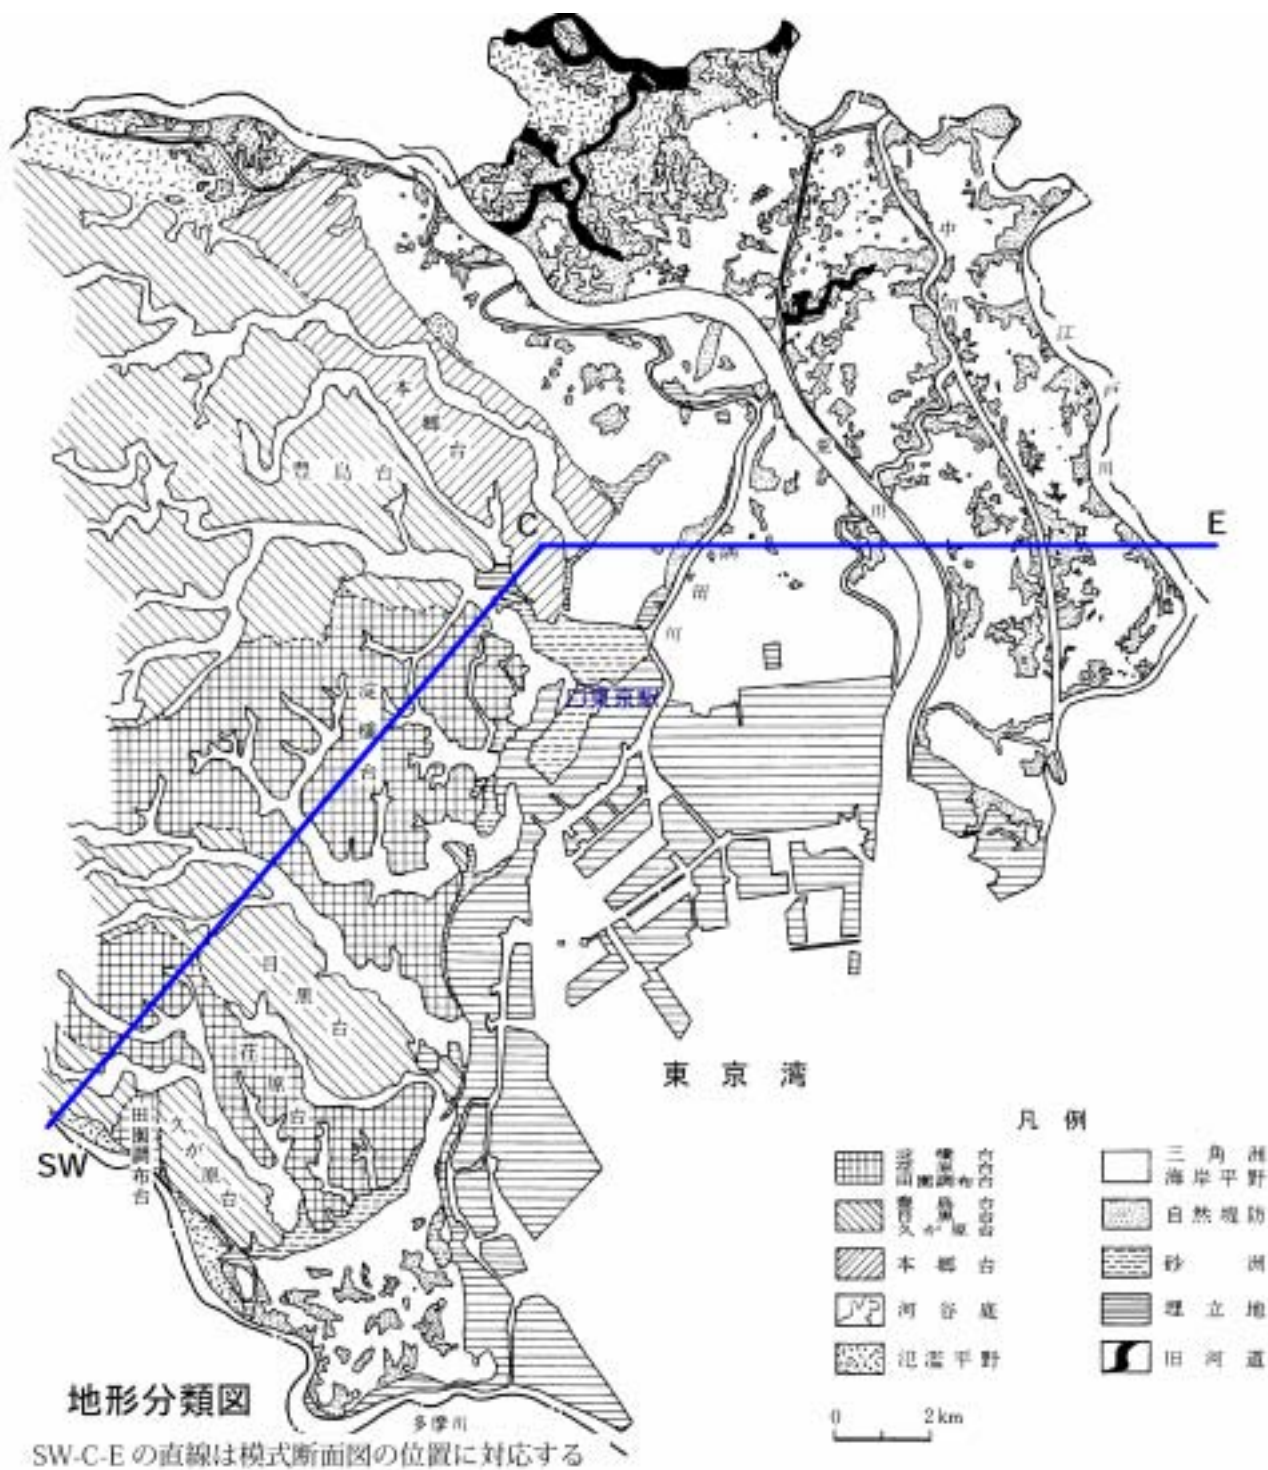 本郷台
豊島台
中川
江戸川
荒川
C
E
隅田川
淀橋台
口東京駅
目黒台
荏原台
田園調布台
久が原台
SW
東京湾
凡例
淀橋台
荏原台
田園調布台
豊島台
目黒台
久が原台
本郷台
河谷底
氾濫平野
三角洲
海岸平野
自然堤防
砂洲
埋立地
旧河道
0 2km
地形分類図
多摩川
SW-C-E の直線は模式断面図の位置に対応する